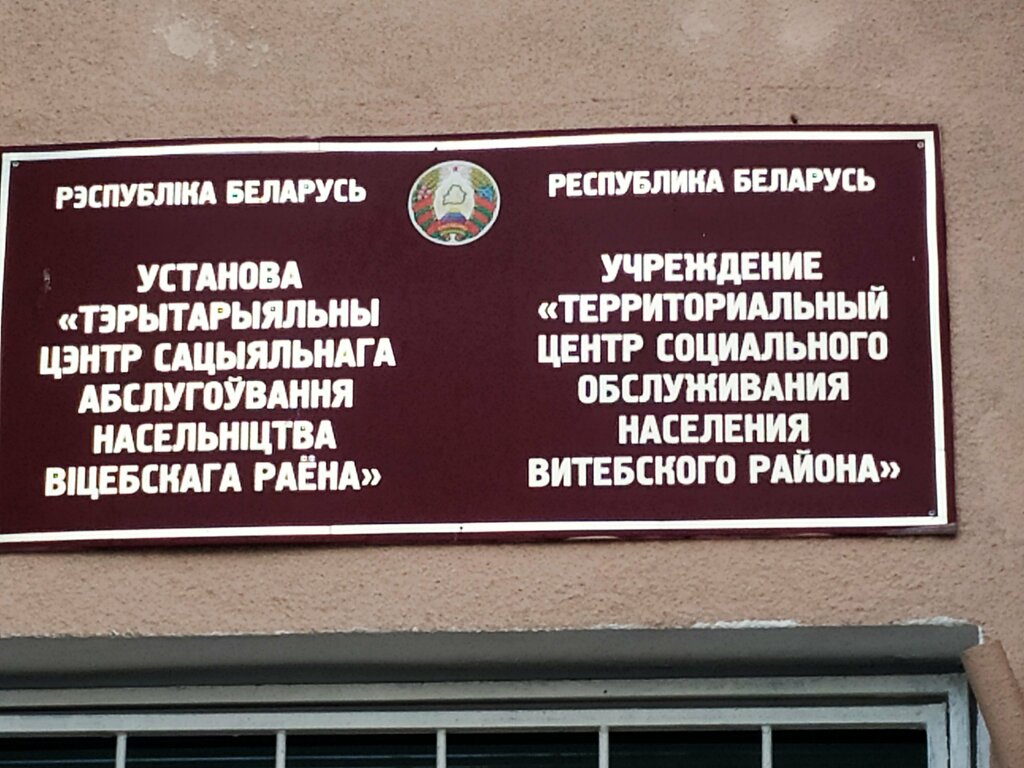 РЭСПУБЛІКА БЕЛАРУСЬ
УСТАНОВА
«ТЭРЫТАРЫЯЛЬНЫ
ЦЭНТР САЦЫЯЛЬНАГА
АБСЛУГОЎВАННЯ
НАСЕЛЬНІЦТВА
ВІЦЕБСКАГА РАЁНА»
РЕСПУБЛИКА БЕЛАРУСЬ
УЧРЕЖДЕНИЕ
«ТЕРРИТОРИАЛЬНЫЙ
ЦЕНТР СОЦИАЛЬНОГО
ОБСЛУЖИВАНИЯ
НАСЕЛЕНИЯ
ВИТЕБСКОГО РАЙОНА»